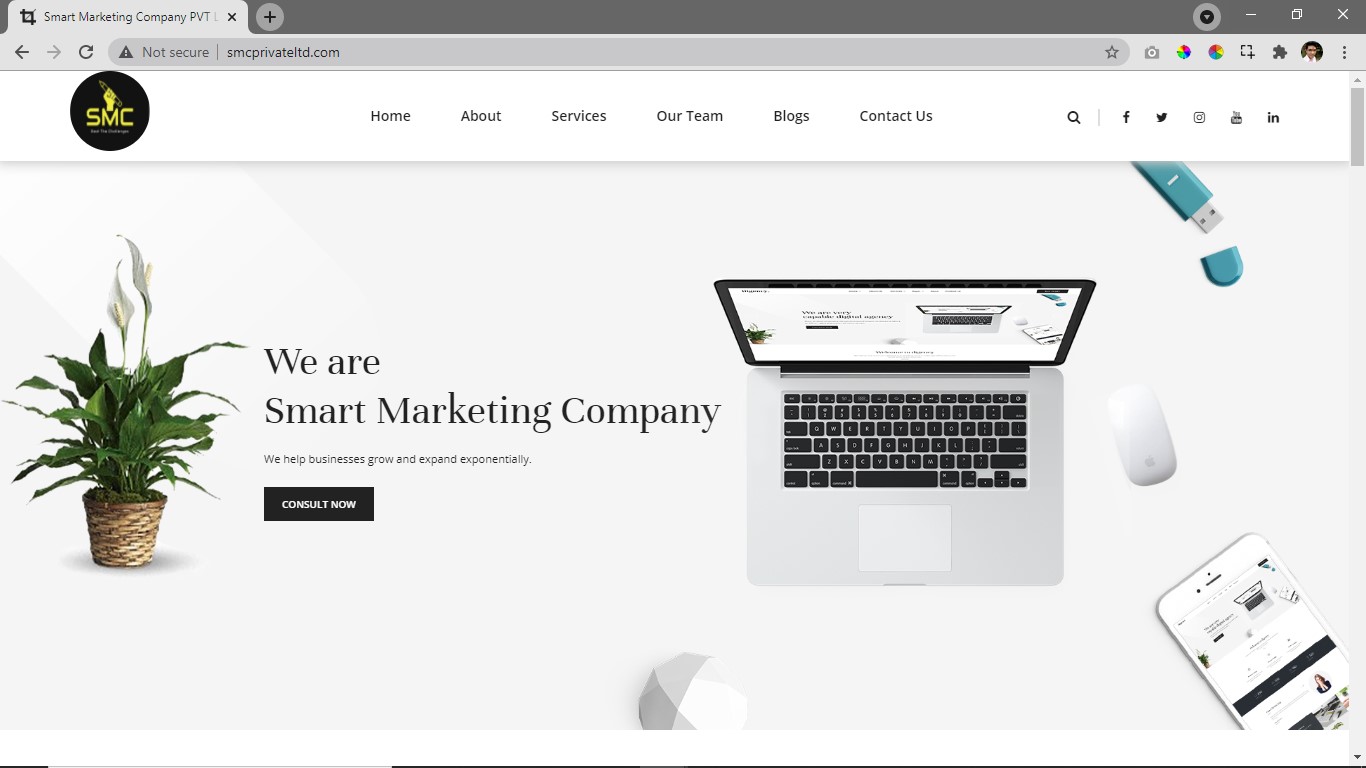 Smart Marketing Company PVT L
Not secure
smcprivateltd.com
SMC
Beat The Challenges
Home
About
Services
Our Team
Blogs
Contact Us
We are
Smart Marketing Company
We help businesses grow and expand exponentially.
CONSULT NOW
We are very
capable digital agency
Q W E R T Y U I O P
A S D F G H J K L
Z X C V B N M